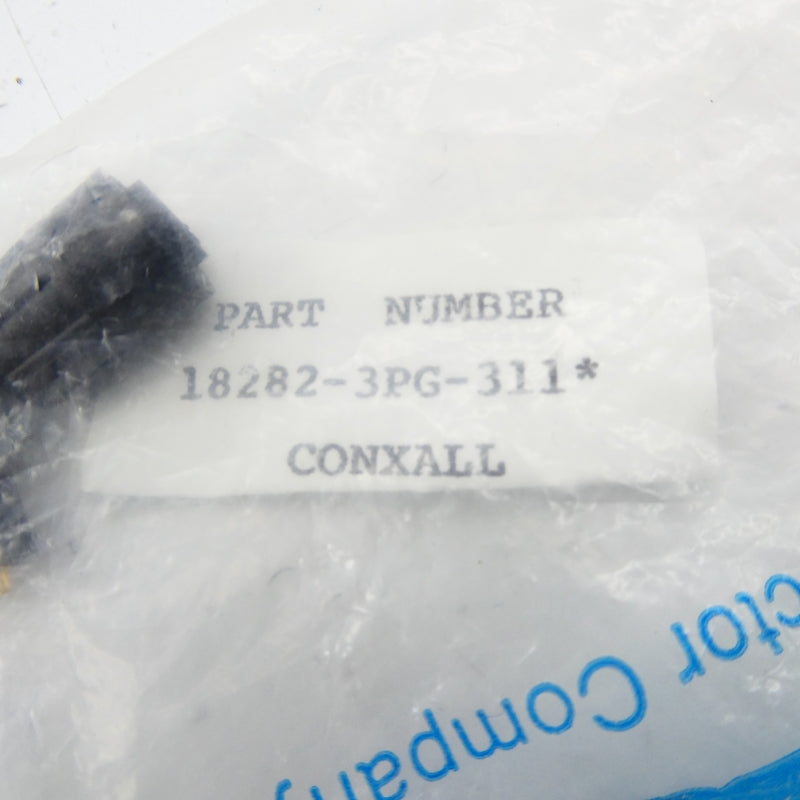 PART NUMBER
18282-3PG-311*
CONXALL
ctor Company